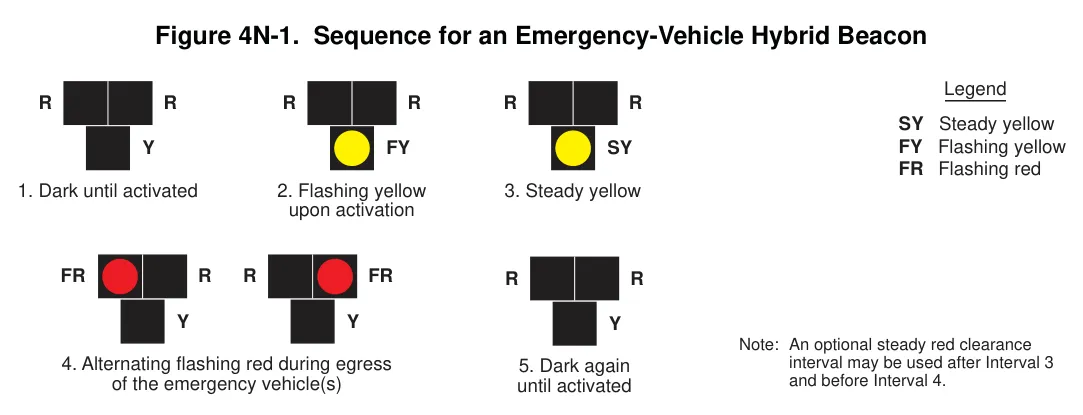 Figure 4N-1.  Sequence for an Emergency-Vehicle Hybrid Beacon
R R
Y
1. Dark until activated
R R
FY
2. Flashing yellow
upon activation
R R
SY
3. Steady yellow
Legend
SY Steady yellow
FY Flashing yellow
FR Flashing red
FR R
Y
R FR
Y
4. Alternating flashing red during egress
of the emergency vehicle(s)
R R
Y
5. Dark again
until activated
Note: An optional steady red clearance
interval may be used after Interval 3
and before Interval 4.